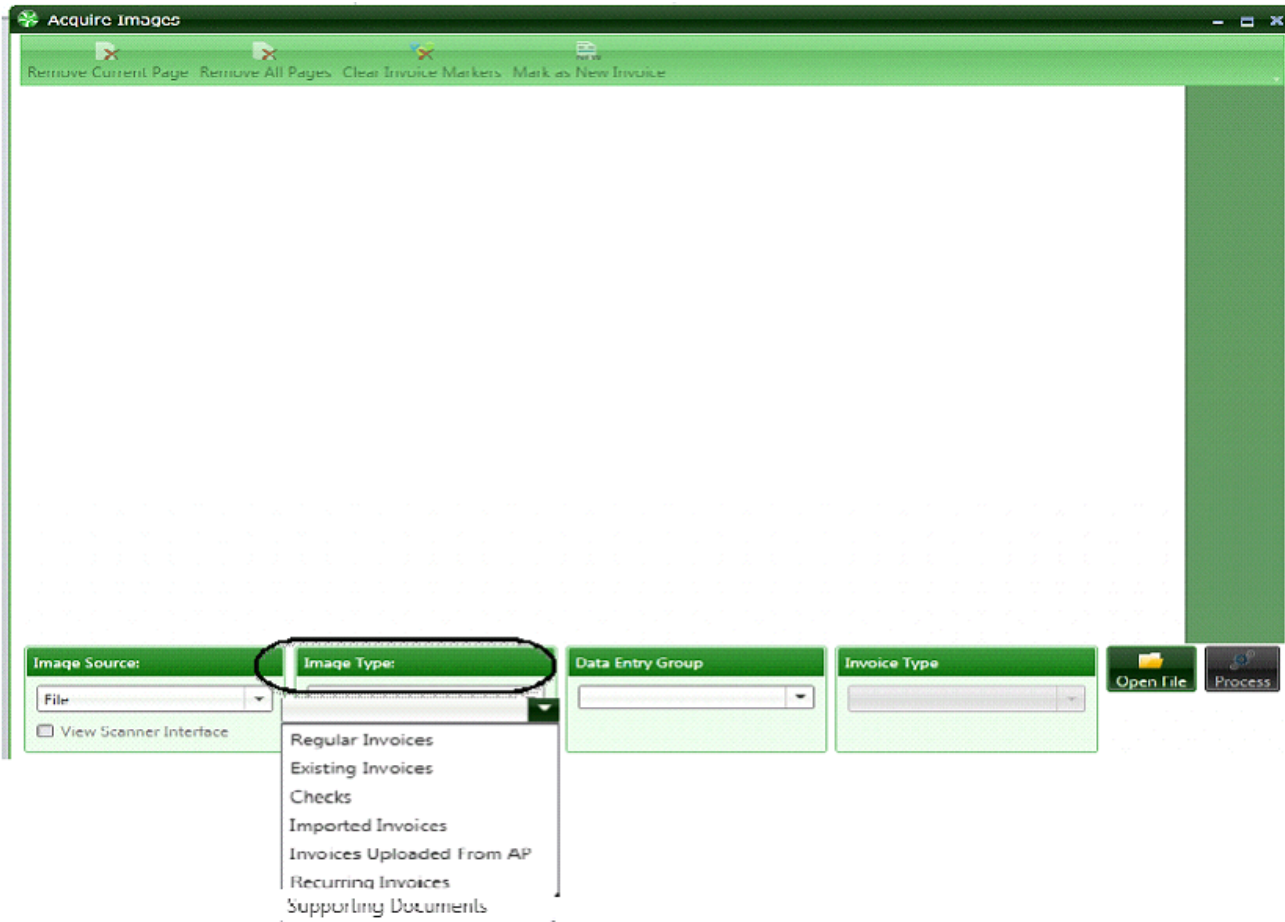 Acquire Images
Remove Current Page Remove All Pages Clear Invoice Markers Mark as New Invoice
Image Source: Image Type: Data Entry Group Invoice Type
File Open File Process
View Scanner Interface
Regular Invoices
Existing Invoices
Checks
Imported Invoices
Invoices Uploaded From AP
Recurring Invoices
Supporting Documents